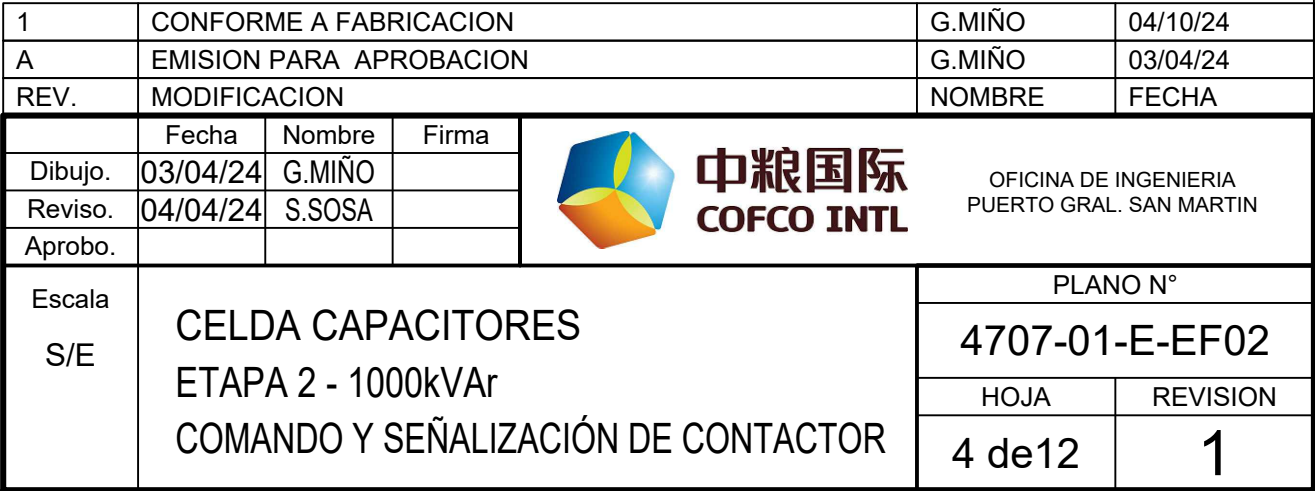 1 CONFORME A FABRICACION G.MIÑO 04/10/24
A EMISION PARA APROBACION G.MIÑO 03/04/24
REV. MODIFICACION NOMBRE FECHA
Fecha Nombre Firma
Dibujo. 03/04/24 G.MIÑO
Reviso. 04/04/24 S.SOSA
Aprobo.
中粮国际
COFCO INTL
OFICINA DE INGENIERIA
PUERTO GRAL. SAN MARTIN
Escala
S/E
CELDA CAPACITORES
ETAPA 2 - 1000kVAr
COMANDO Y SEÑALIZACIÓN DE CONTACTOR
PLANO N°
4707-01-E-EF02
HOJA REVISION
4 de12 1